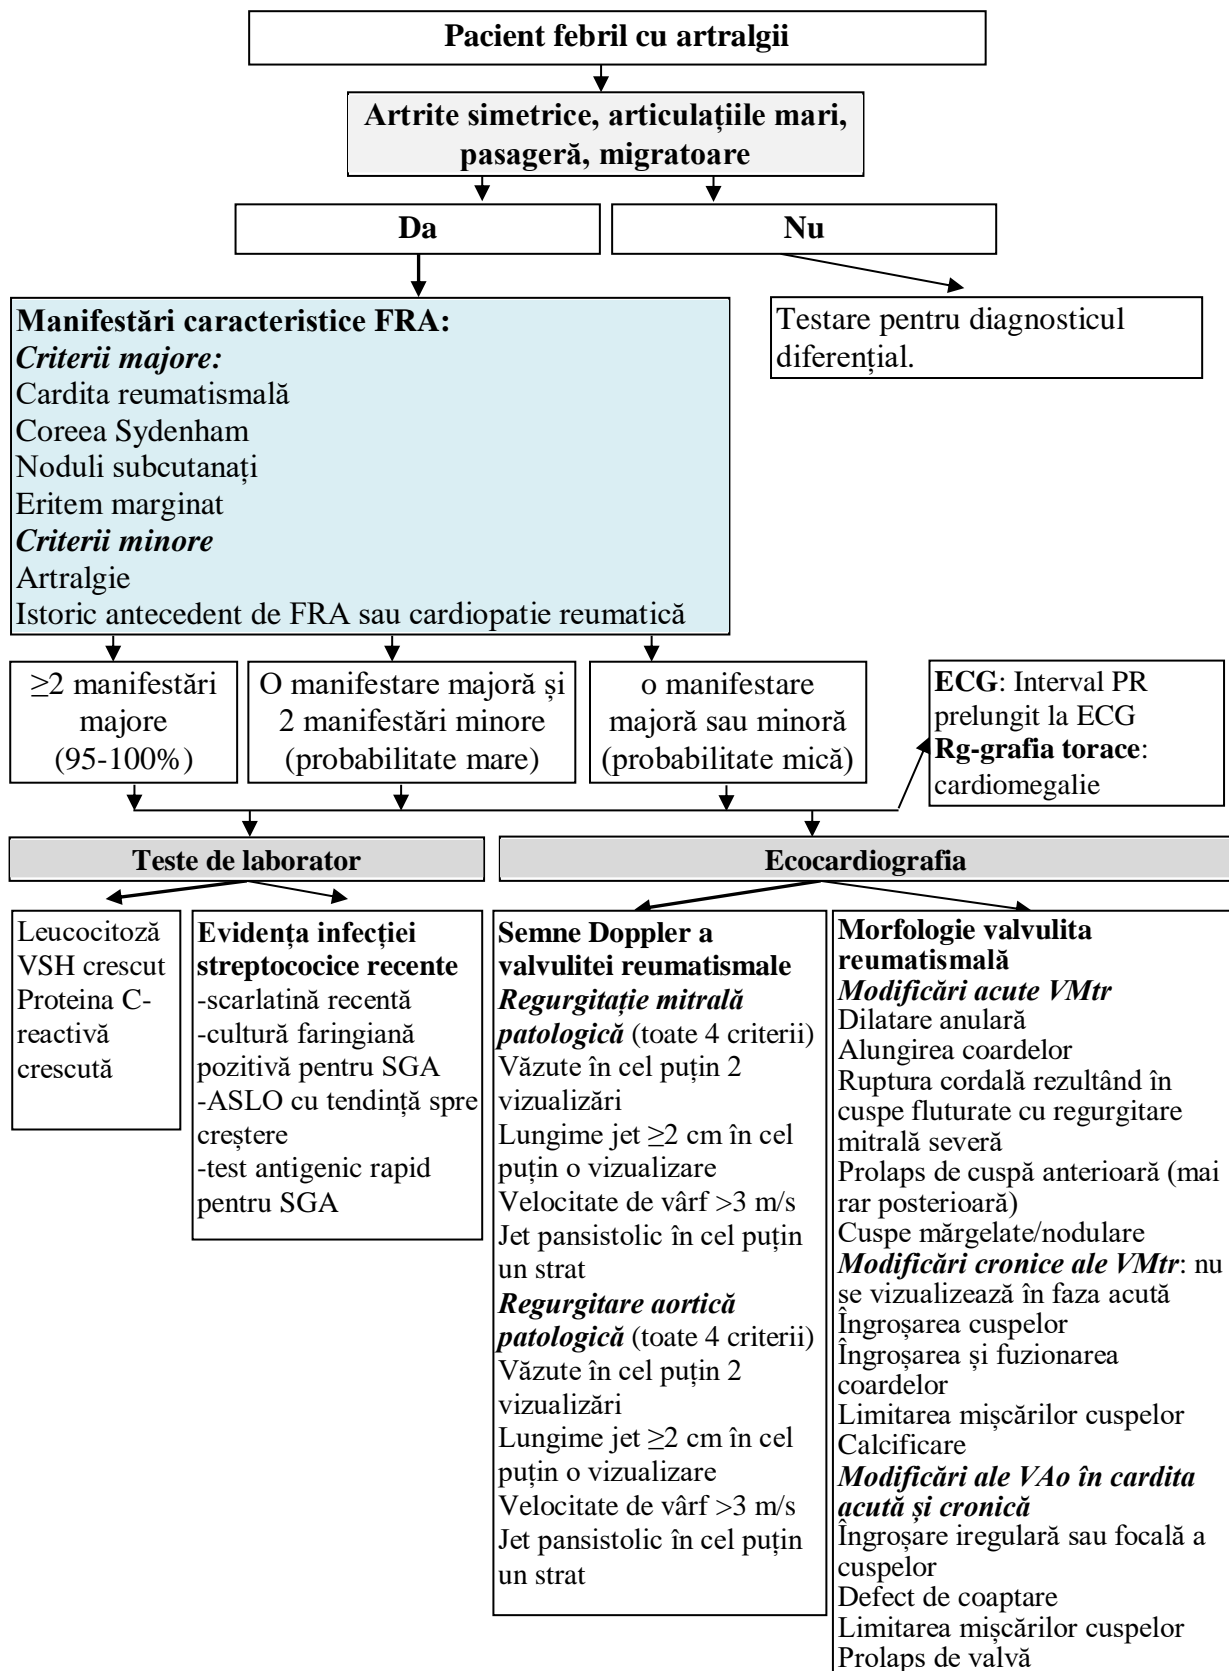 Pacient febril cu artralgii
Artrite simetrice, articulațiile mari,
pasageră, migratoare
Da
Nu
Testare pentru diagnosticul
diferențial.
Manifestări caracteristice FRA:
Criterii majore:
Cardita reumatismală
Coreea Sydenham
Noduli subcutanați
Eritem marginat
Criterii minore
Artralgie
Istoric antecedent de FRA sau cardiopatie reumatică
≥2 manifestări
majore
(95-100%)
O manifestare majoră și
2 manifestări minore
(probabilitate mare)
o manifestare
majoră sau minoră
(probabilitate mică)
ECG: Interval PR
prelungit la ECG
Rg-grafia torace:
cardiomegalie
Teste de laborator
Ecocardiografia
Leucocitoză
VSH crescut
Proteina C-
reactivă
crescută
Evidența infecției
streptococice recente
-scarlatină recentă
-cultură faringiană
pozitivă pentru SGA
-ASLO cu tendință spre
creștere
-test antigenic rapid
pentru SGA
Semne Doppler a
valvulitei reumatismale
Regurgitație mitrală
patologică (toate 4 criterii)
Văzute în cel puțin 2
vizualizări
Lungime jet ≥2 cm în cel
puțin o vizualizare
Velocitate de vârf >3 m/s
Jet pansistolic în cel puțin
un strat
Regurgitare aortică
patologică (toate 4 criterii)
Văzute în cel puțin 2
vizualizări
Lungime jet ≥2 cm în cel
puțin o vizualizare
Velocitate de vârf >3 m/s
Jet pansistolic în cel puțin
un strat
Morfologie valvulita
reumatismală
Modificări acute VMtr
Dilatare anulară
Alungirea coardelor
Ruptura cordală rezultând în
cuspe fluturate cu regurgitare
mitrală severă
Prolaps de cuspă anterioară (mai
rar posterioară)
Cuspe mărgelate/nodulare
Modificări cronice ale VMtr: nu
se vizualizează în faza acută
Îngroșarea cuspelor
Îngroșarea și fuzionarea
coardelor
Limitarea mișcărilor cuspelor
Calcificare
Modificări ale VAo în cardita
acută și cronică
Îngroșare iregulară sau focală a
cuspelor
Defect de coaptare
Limitarea mișcărilor cuspelor
Prolaps de valvă